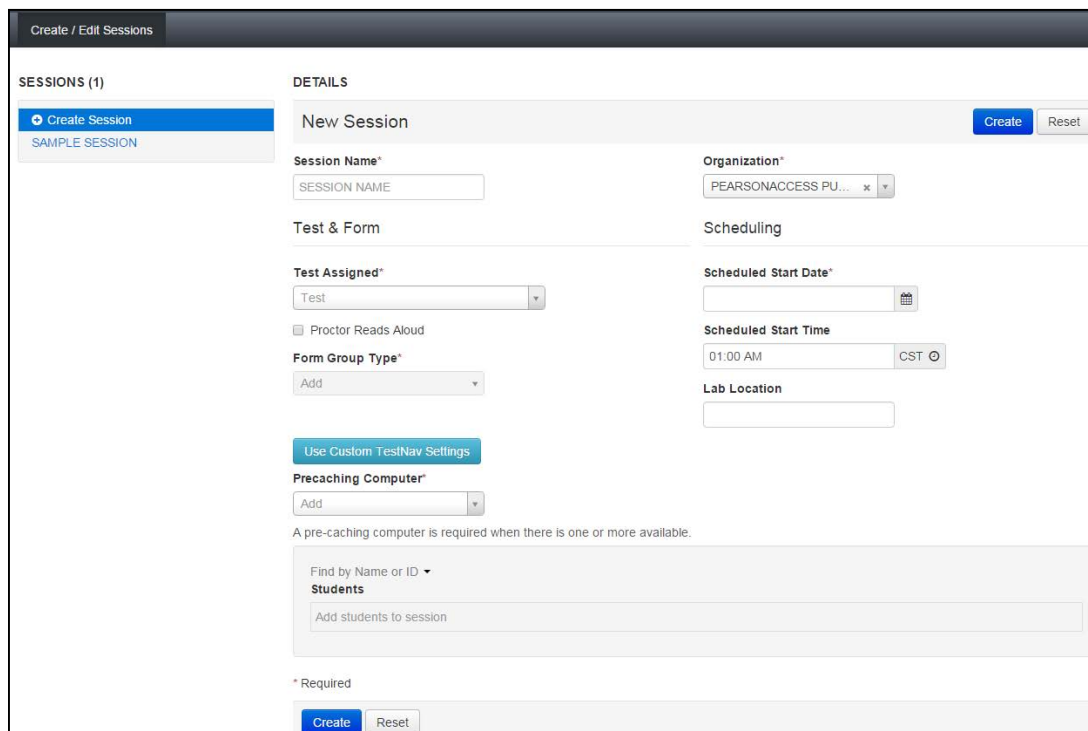 Create / Edit Sessions
SESSIONS (1)
Create Session
SAMPLE SESSION
DETAILS
New Session
Create
Reset
Session Name*
SESSION NAME
Organization*
PEARSONACCESS PU... ×
Test & Form
Scheduling
Test Assigned*
Test
Proctor Reads Aloud
Form Group Type*
Add
Scheduled Start Date*
Scheduled Start Time
01:00 AM CST
Lab Location
Use Custom TestNav Settings
Precaching Computer*
Add
A pre-caching computer is required when there is one or more available.
Find by Name or ID
Students
Add students to session
* Required
Create
Reset